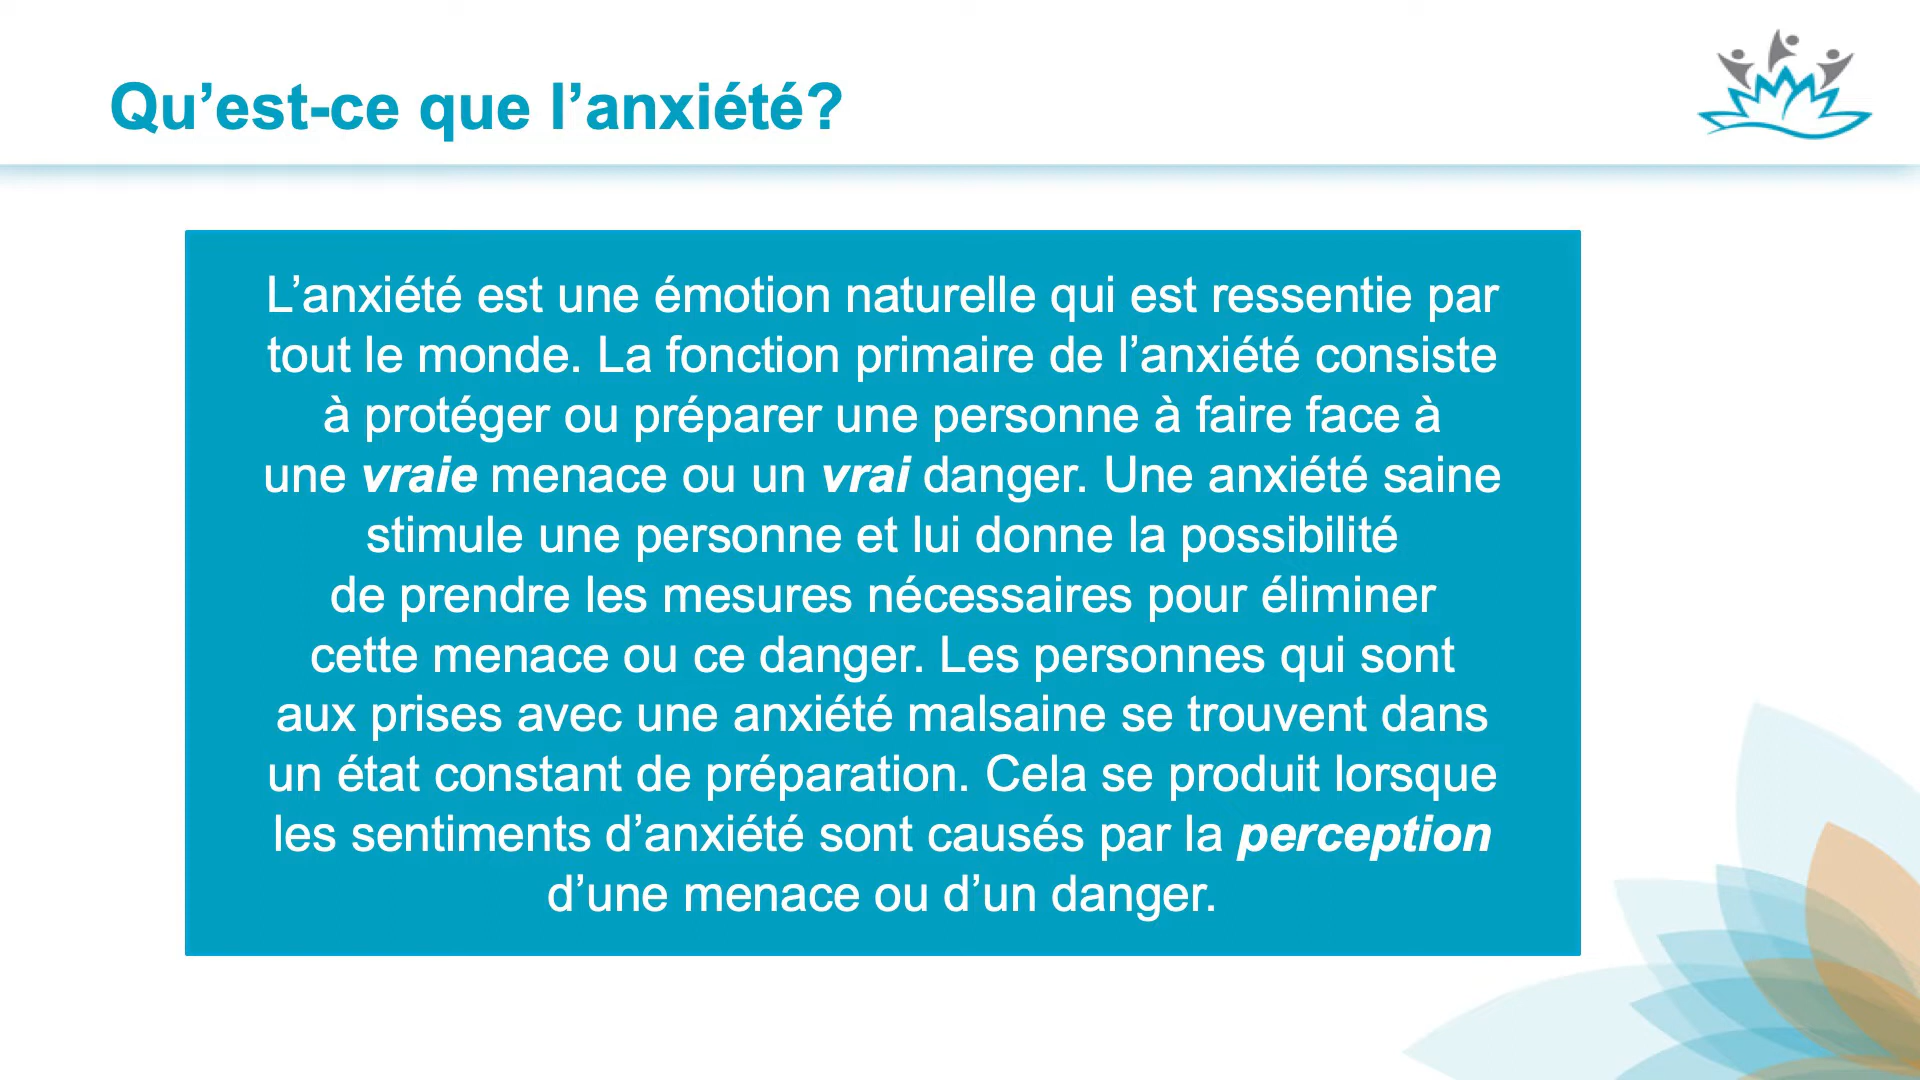 Qu’est-ce que l’anxiété?
L’anxiété est une émotion naturelle qui est ressentie par
tout le monde. La fonction primaire de l’anxiété consiste
à protéger ou préparer une personne à faire face à
une vraie menace ou un vrai danger. Une anxiété saine
stimule une personne et lui donne la possibilité
de prendre les mesures nécessaires pour éliminer
cette menace ou ce danger. Les personnes qui sont
aux prises avec une anxiété malsaine se trouvent dans
un état constant de préparation. Cela se produit lorsque
les sentiments d’anxiété sont causés par la perception
d’une menace ou d’un danger.